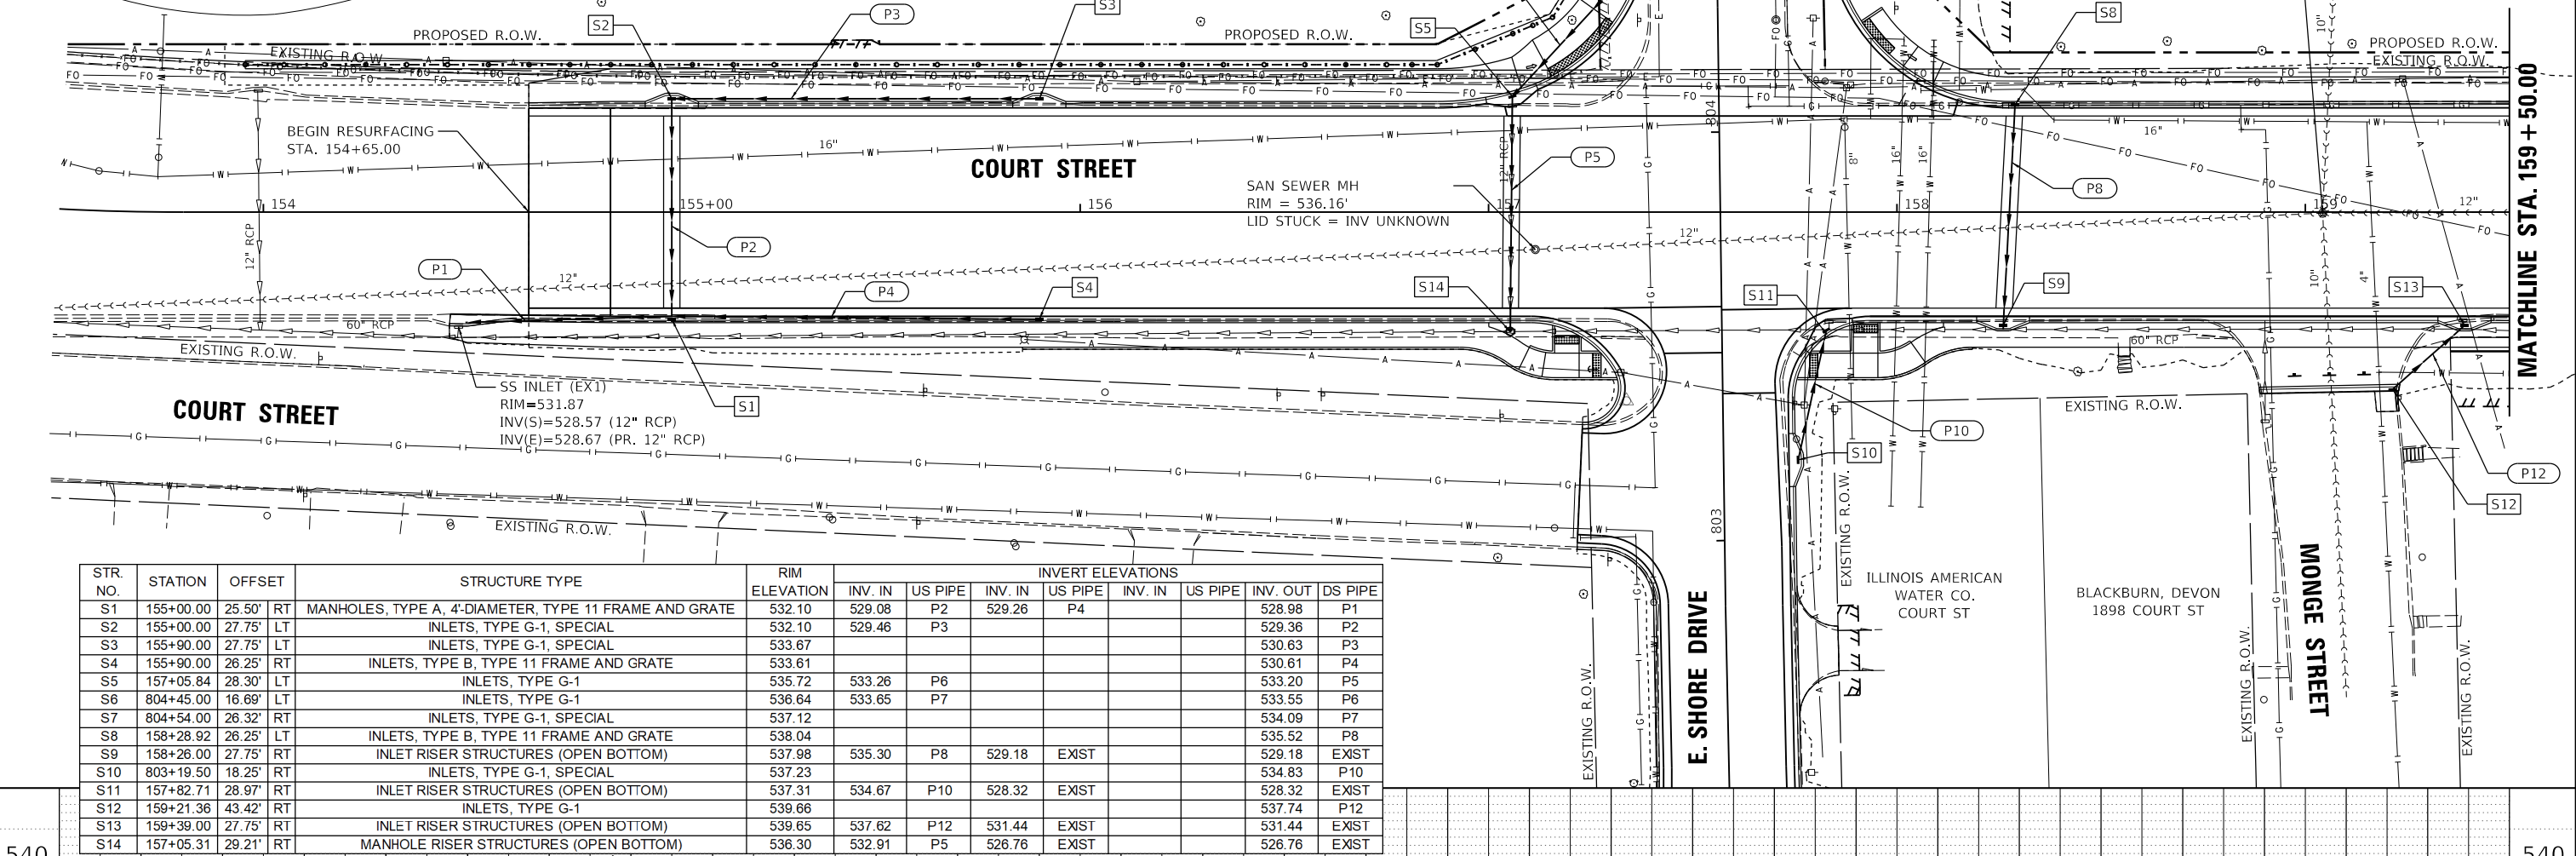 S2
P3
S3
S5
S8
PROPOSED R.O.W.
PROPOSED R.O.W.
PROPOSED R.O.W.
EXISTING R.O.W.
EXISTING R.O.W.
BEGIN RESURFACING
STA. 154+65.00
16"
COURT STREET
12" RCP
P5
804
8"
16"
16"
16"
10"
P8
SAN SEWER MH
RIM = 536.16'
LID STUCK = INV UNKNOWN
154
155+00
156
157
158
159
12"
MATCHLINE STA. 159+50.00
12" RCP
P2
P1
12"
P4
S4
S14
12"
S11
S9
10"
4"
S13
60" RCP
60" RCP
EXISTING R.O.W.
SS INLET (EX1)
RIM=531.87
INV(S)=528.57 (12" RCP)
INV(E)=528.67 (PR. 12" RCP)
S1
COURT STREET
EXISTING R.O.W.
P10
S10
P12
S12
EXISTING R.O.W.
EXISTING R.O.W.
803
E. SHORE DRIVE
EXISTING R.O.W.
ILLINOIS AMERICAN
WATER CO.
COURT ST
BLACKBURN, DEVON
1898 COURT ST
EXISTING R.O.W.
MONGE STREET
EXISTING R.O.W.
STR. NO. STATION OFFSET STRUCTURE TYPE RIM ELEVATION INVERT ELEVATIONS
INV. IN US PIPE INV. IN US PIPE INV. IN US PIPE INV. OUT DS PIPE
S1 155+00.00 25.50' RT MANHOLES, TYPE A, 4'-DIAMETER, TYPE 11 FRAME AND GRATE 532.10 529.08 P2 529.26 P4 528.98 P1
S2 155+00.00 27.75' LT INLETS, TYPE G-1, SPECIAL 532.10 529.46 P3 529.36 P2
S3 155+90.00 27.75' LT INLETS, TYPE G-1, SPECIAL 533.67 530.63 P3
S4 155+90.00 26.25' RT INLETS, TYPE B, TYPE 11 FRAME AND GRATE 533.61 530.61 P4
S5 157+05.84 28.30' LT INLETS, TYPE G-1 535.72 533.26 P6 533.20 P5
S6 804+45.00 16.69' LT INLETS, TYPE G-1 536.64 533.65 P7 533.55 P6
S7 804+54.00 26.32' RT INLETS, TYPE G-1, SPECIAL 537.12 534.09 P7
S8 158+28.92 26.25' LT INLETS, TYPE B, TYPE 11 FRAME AND GRATE 538.04 535.52 P8
S9 158+26.00 27.75' RT INLET RISER STRUCTURES (OPEN BOTTOM) 537.98 535.30 P8 529.18 EXIST 529.18 EXIST
S10 803+19.50 18.25' RT INLETS, TYPE G-1, SPECIAL 537.23 534.83 P10
S11 157+82.71 28.97' RT INLET RISER STRUCTURES (OPEN BOTTOM) 537.31 534.67 P10 528.32 EXIST 528.32 EXIST
S12 159+21.36 43.42' RT INLETS, TYPE G-1 539.66 537.74 P12
S13 159+39.00 27.75' RT INLET RISER STRUCTURES (OPEN BOTTOM) 539.65 537.62 P12 531.44 EXIST 531.44 EXIST
S14 157+05.31 29.21' RT MANHOLE RISER STRUCTURES (OPEN BOTTOM) 536.30 532.91 P5 526.76 EXIST 526.76 EXIST
540
540